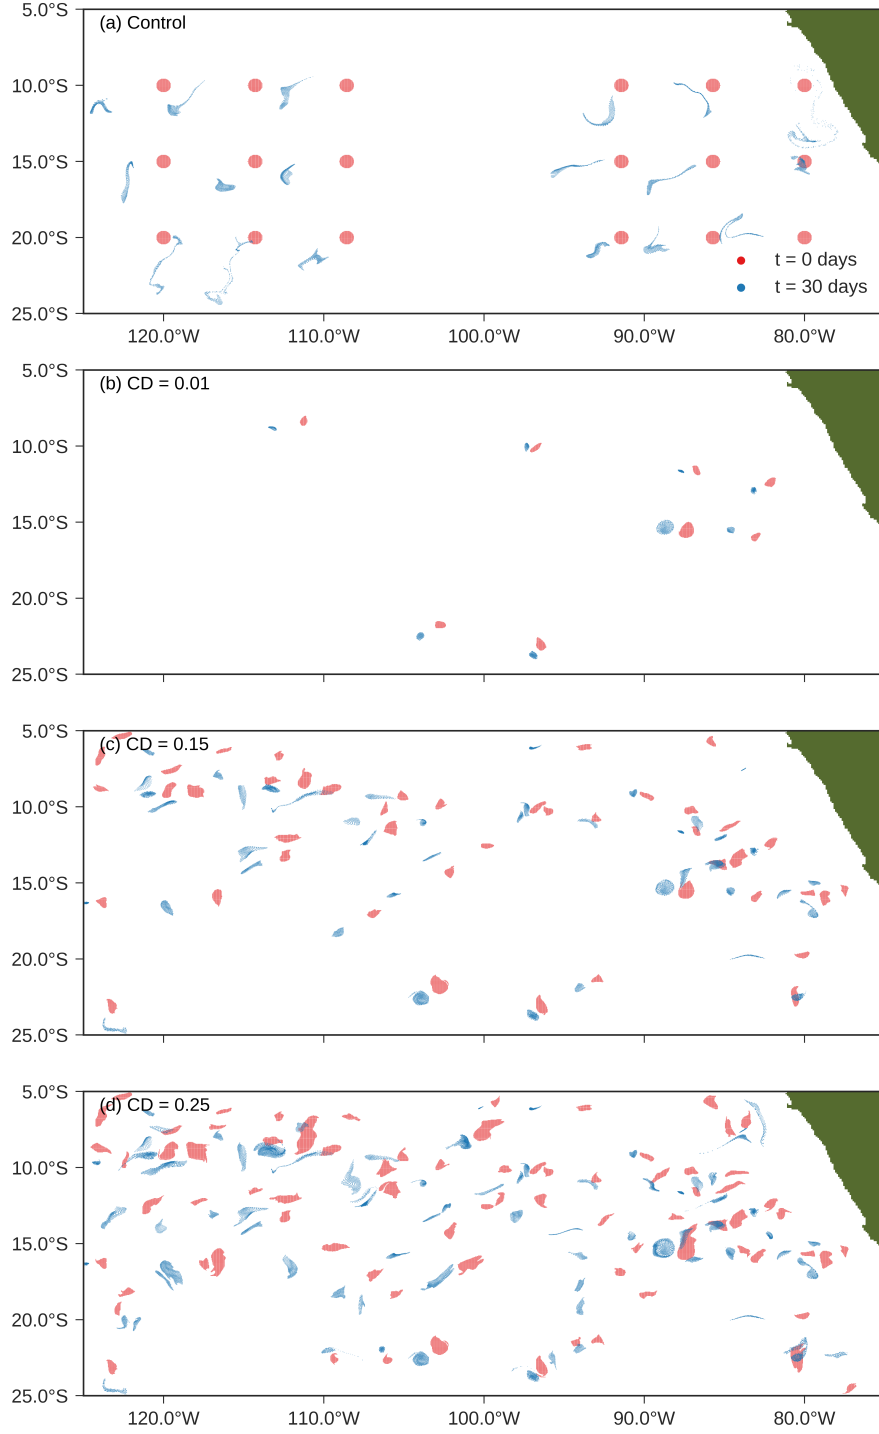 5.0°S
(a) Control
10.0°S
15.0°S
20.0°S
t = 0 days
t = 30 days
25.0°S
120.0°W 110.0°W 100.0°W 90.0°W 80.0°W
5.0°S
(b) CD = 0.01
10.0°S
15.0°S
20.0°S
25.0°S
5.0°S
(c) CD = 0.15
10.0°S
15.0°S
20.0°S
25.0°S
5.0°S
(d) CD = 0.25
10.0°S
15.0°S
20.0°S
25.0°S
120.0°W 110.0°W 100.0°W 90.0°W 80.0°W